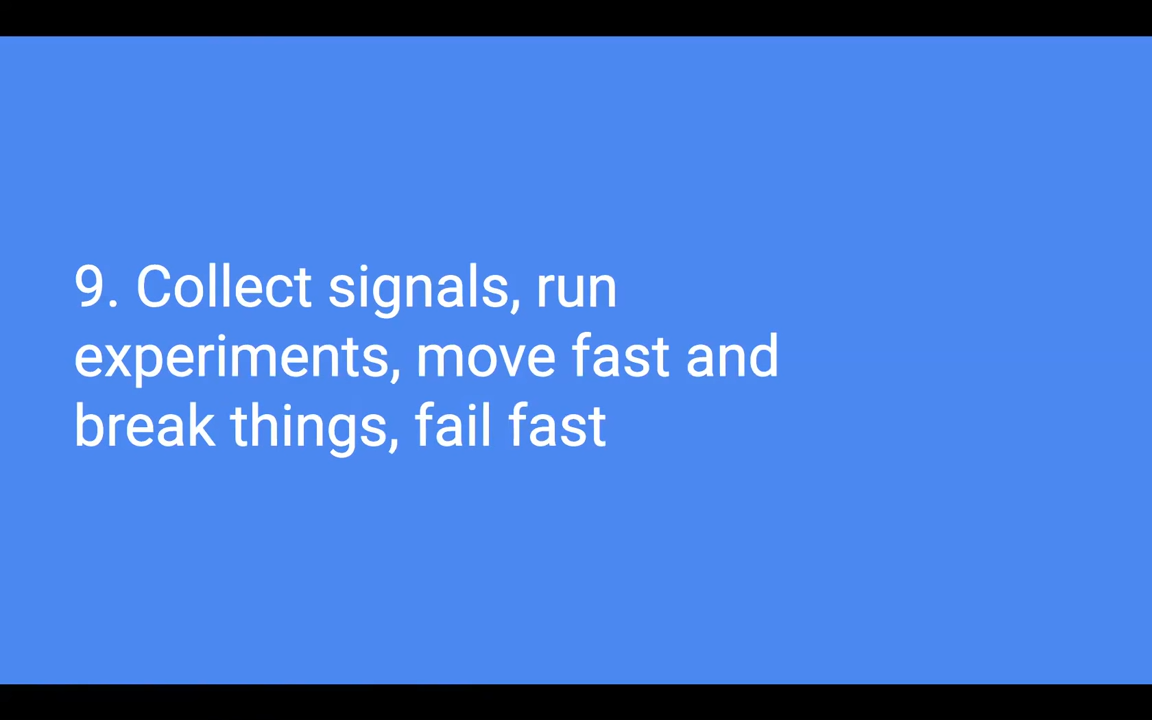 9. Collect signals, run
experiments, move fast and
break things, fail fast